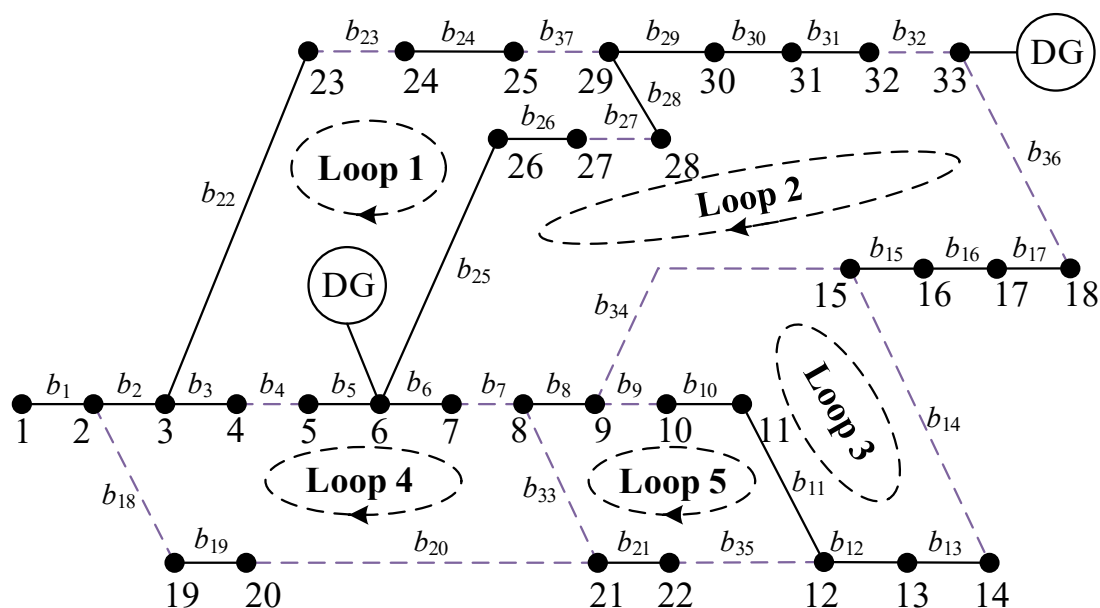 b23 b24 b37 b29 b30 b31 b32
DG
23 24 25 29 30 31 32 33
b28
b26 b27
26 27 28
b36
Loop 1
Loop 2
b22
b25
b15 b16 b17
DG
15 16 17 18
b34
b1 b2 b3 b4 b5 b6 b7 b8 b9 b10
1 2 3 4 5 6 7 8 9 10 11
Loop 3
b14
b18
Loop 4
b33
Loop 5
b11
b19 b20 b21 b35 b12 b13
19 20 21 22 12 13 14